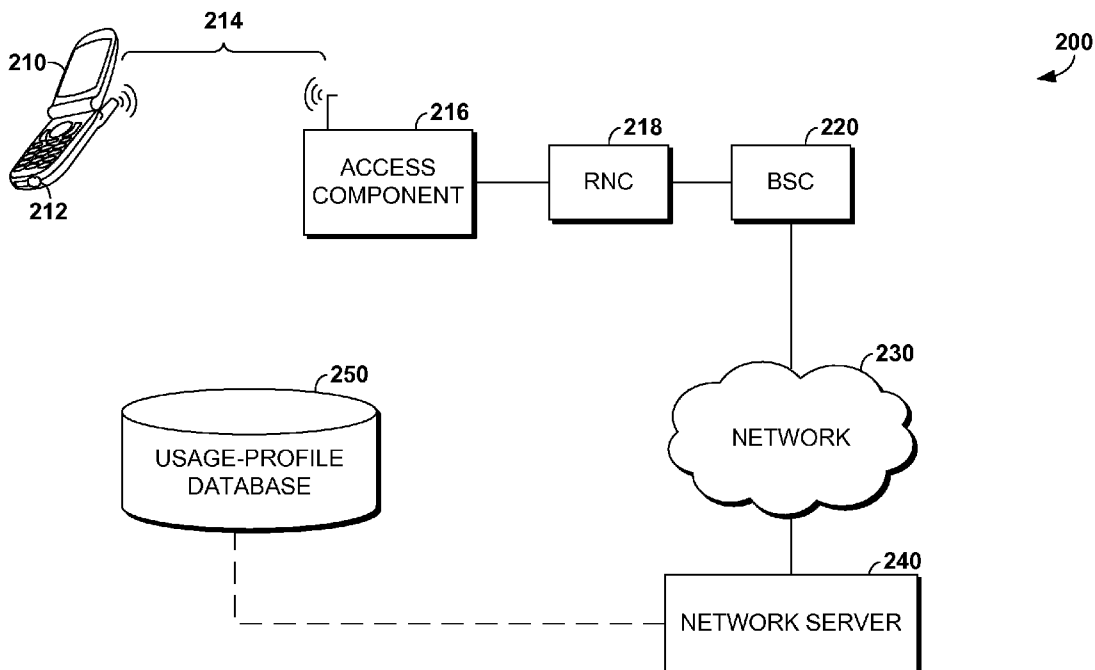 214
200
210
216
218
220
ACCESS
COMPONENT
RNC
BSC
212
230
250
NETWORK
USAGE-PROFILE
DATABASE
240
NETWORK SERVER